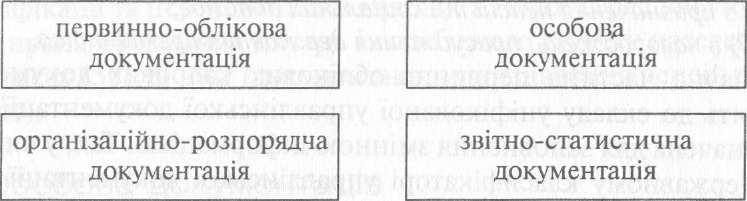 первинно-облікова
документація
особова
документація
організаційно-розпорядча
документація
звітно-статистична
документація